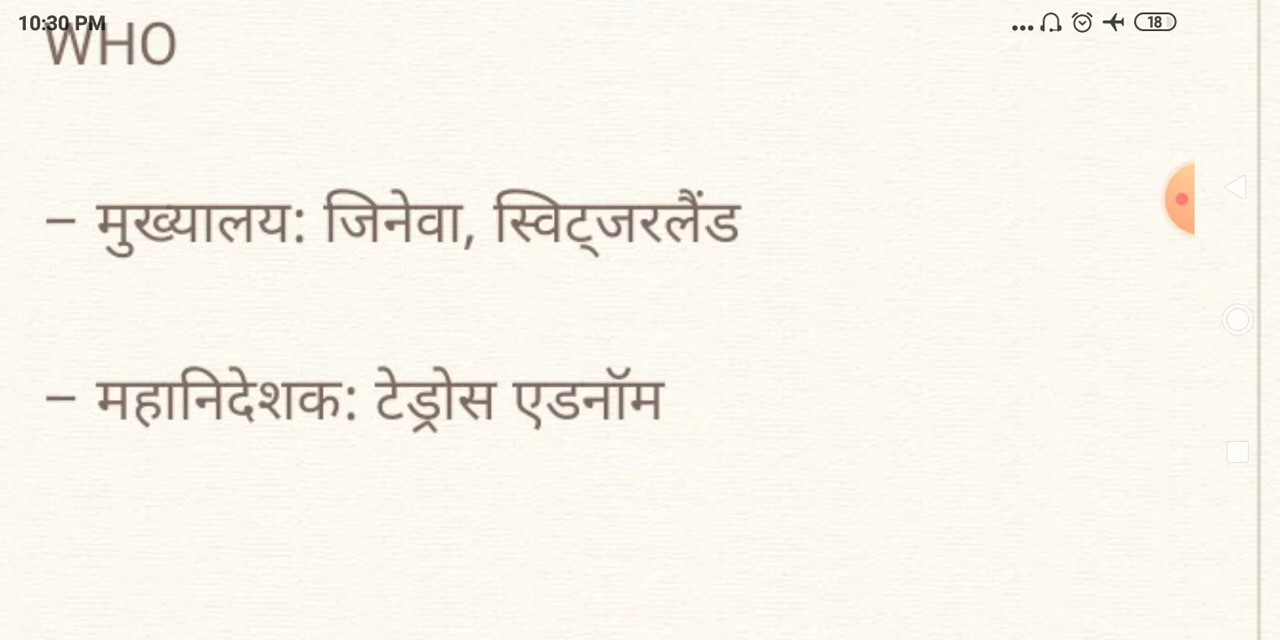 10:30 PM
18
WHO
– मुख्यालय: जिनेवा, स्विट्जरलैंड
– महानिदेशक: टेड्रोस एडनॉम